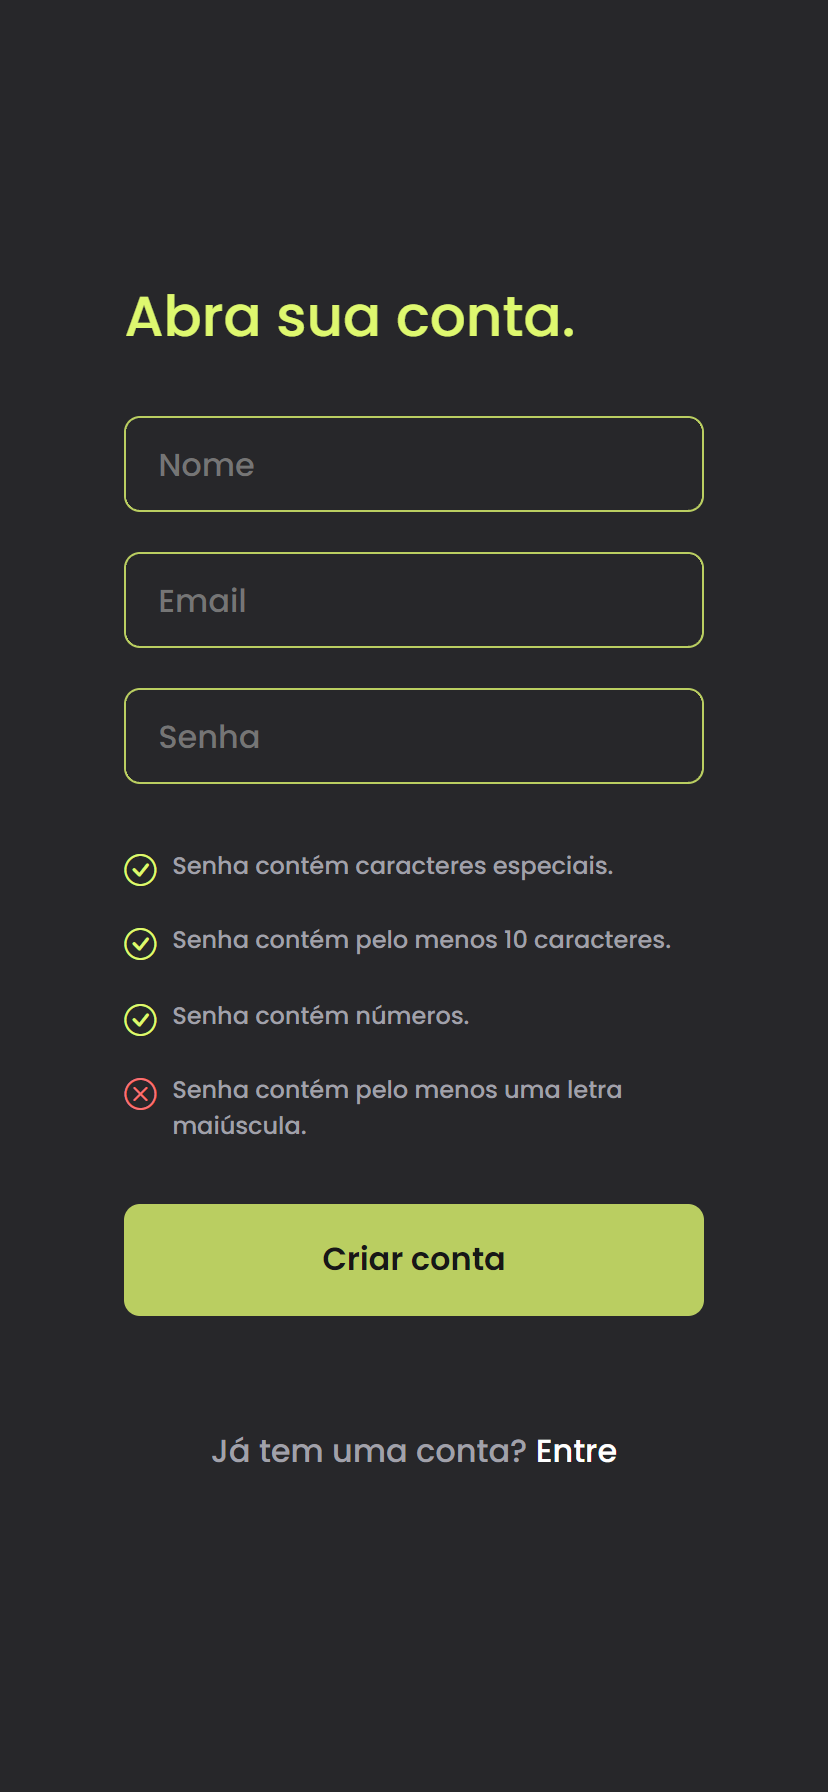 Abra sua conta.
Nome
Email
Senha
Senha contém caracteres especiais.
Senha contém pelo menos 10 caracteres.
Senha contém números.
Senha contém pelo menos uma letra
maiúscula.
Criar conta
Já tem uma conta? Entre